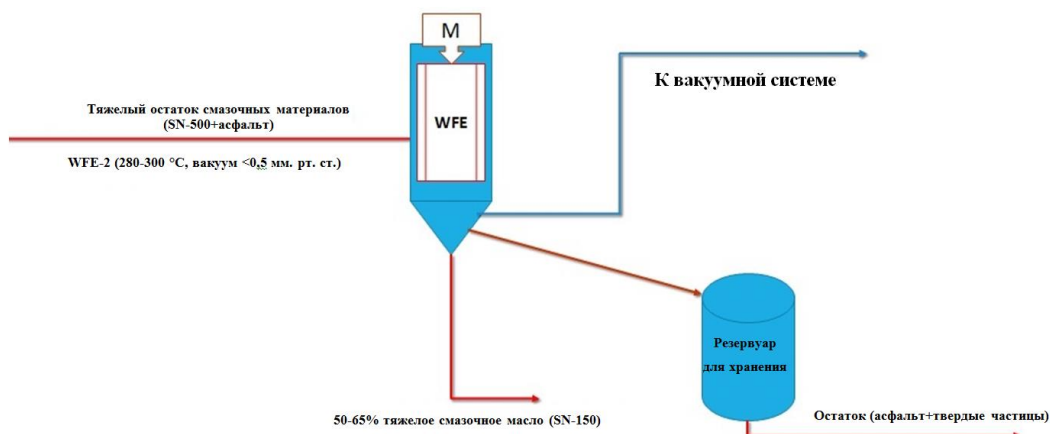 M
К вакуумной системе
Тяжелый остаток смазочных материалов
(SN-500+асфальт)
WFE
WFE-2 (280-300 °C, вакуум <0,5 мм. рт. ст.)
Резервуар
для хранения
50-65% тяжелое смазочное масло (SN-150)
Остаток (асфальт+твердые частицы)